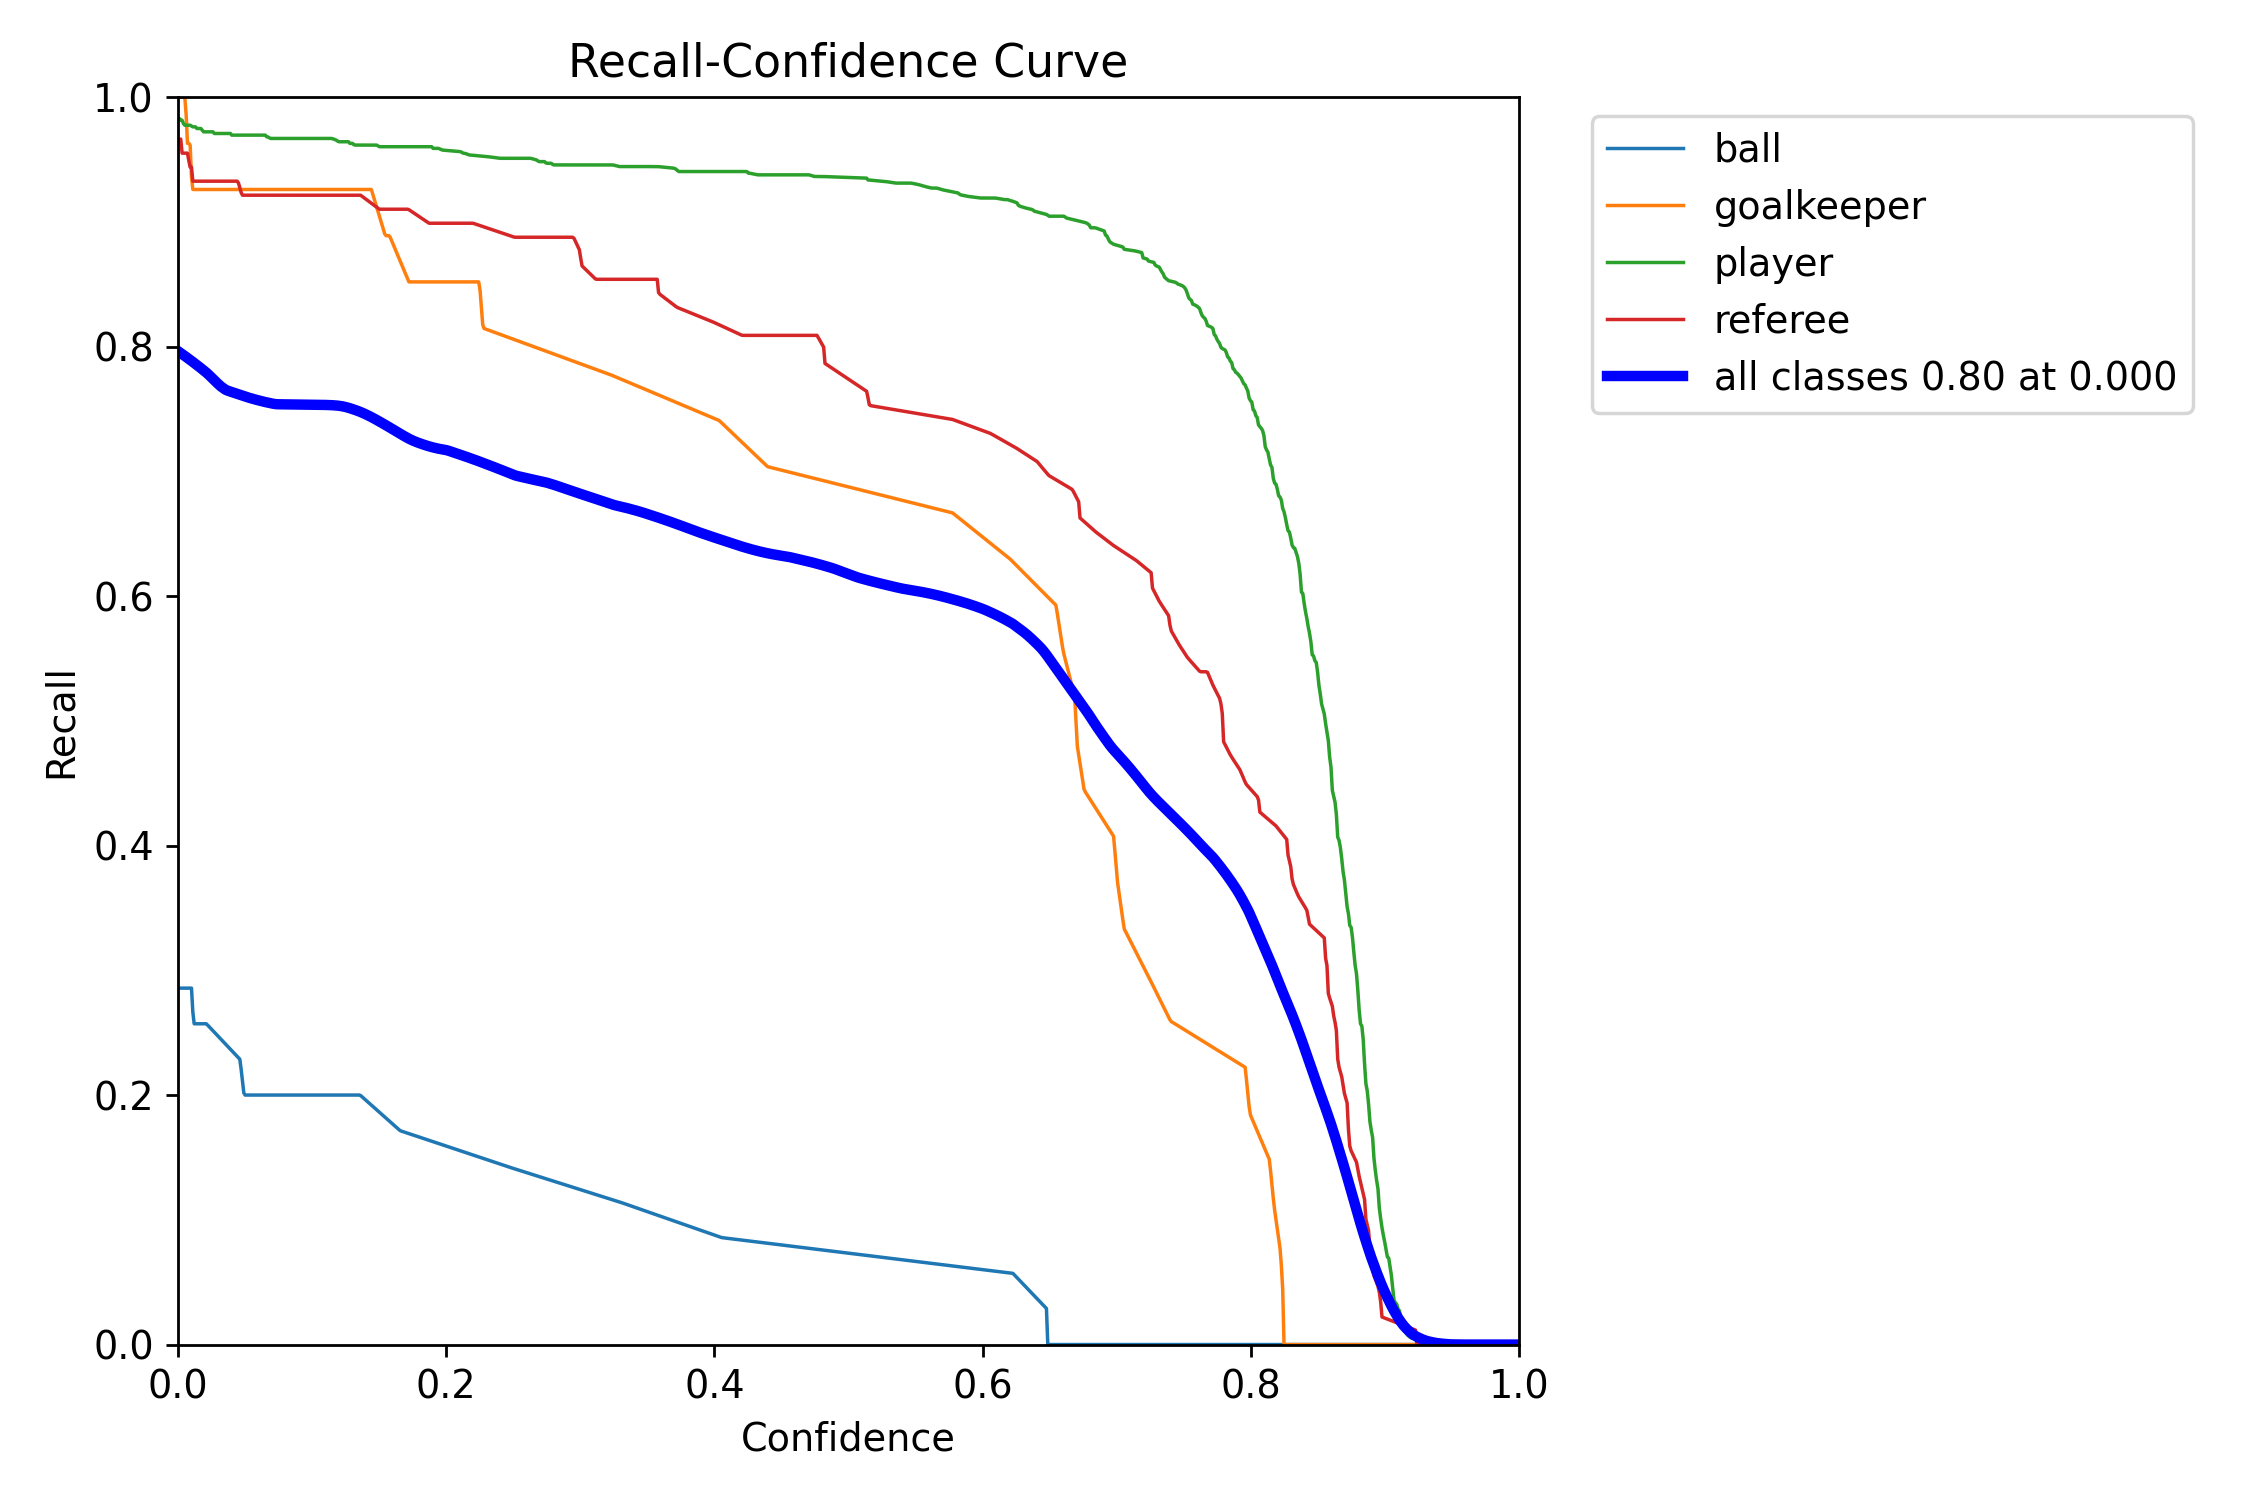 Recall-Confidence Curve
1.0
0.8
0.6
0.4
0.2
0.0
Recall
0.0 0.2 0.4 0.6 0.8 1.0
Confidence
ball
goalkeeper
player
referee
all classes 0.80 at 0.000